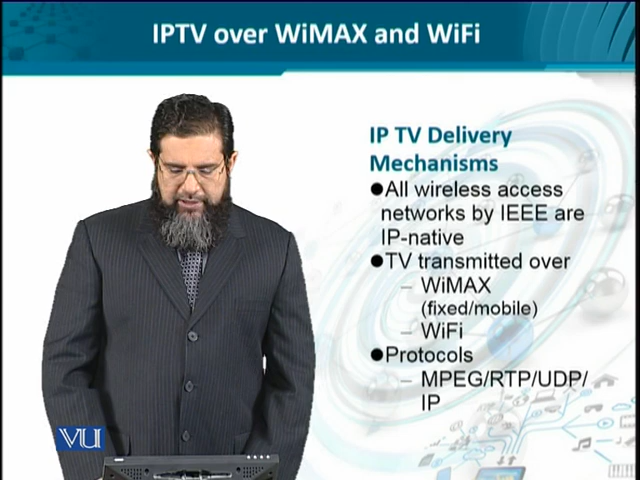 IPTV over WiMAX and WiFi
IP TV Delivery
Mechanisms
●All wireless access
networks by IEEE are
IP-native
●TV transmitted over
– WiMAX
(fixed/mobile)
– WiFi
●Protocols
– MPEG/RTP/UDP/
IP
VU